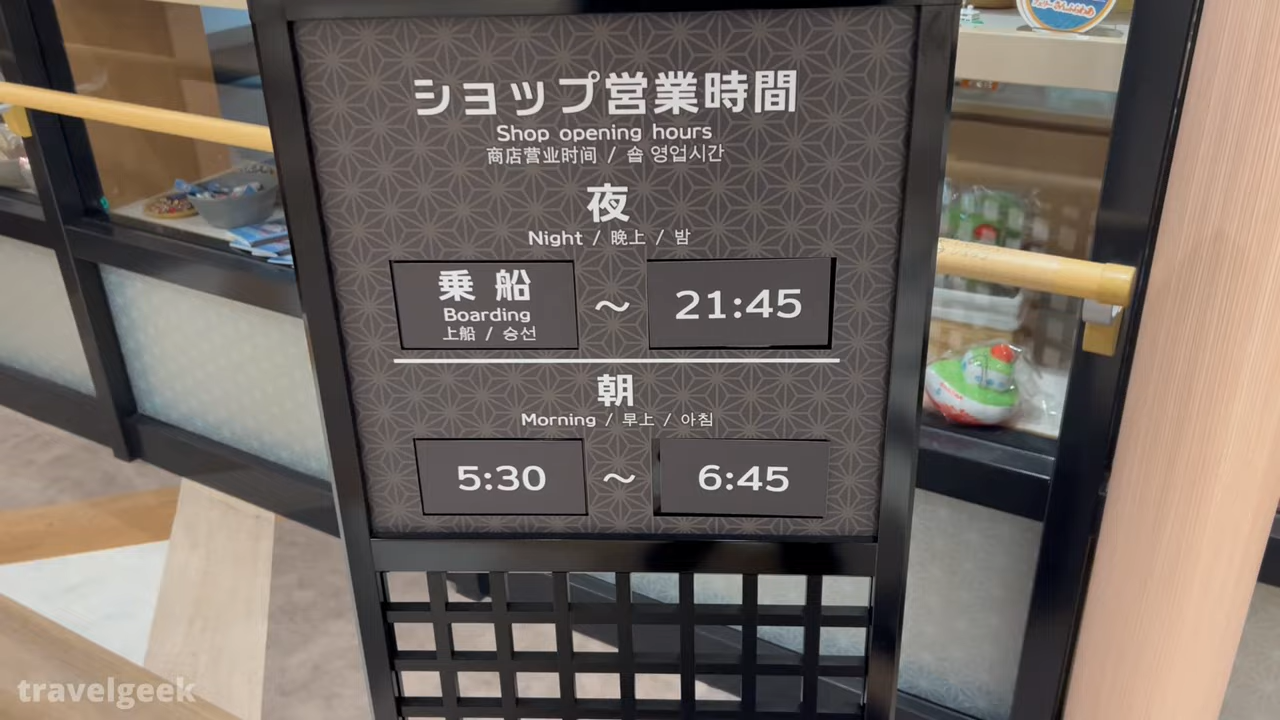 ショップ営業時間
Shop opening hours
商店营业时间 / 숍 영업시간
夜
Night / 晚上 / 밤
乗 船
Boarding
上船 / 승선
～
21:45
朝
Morning / 早上 / 아침
5:30 ～ 6:45
travelgeek